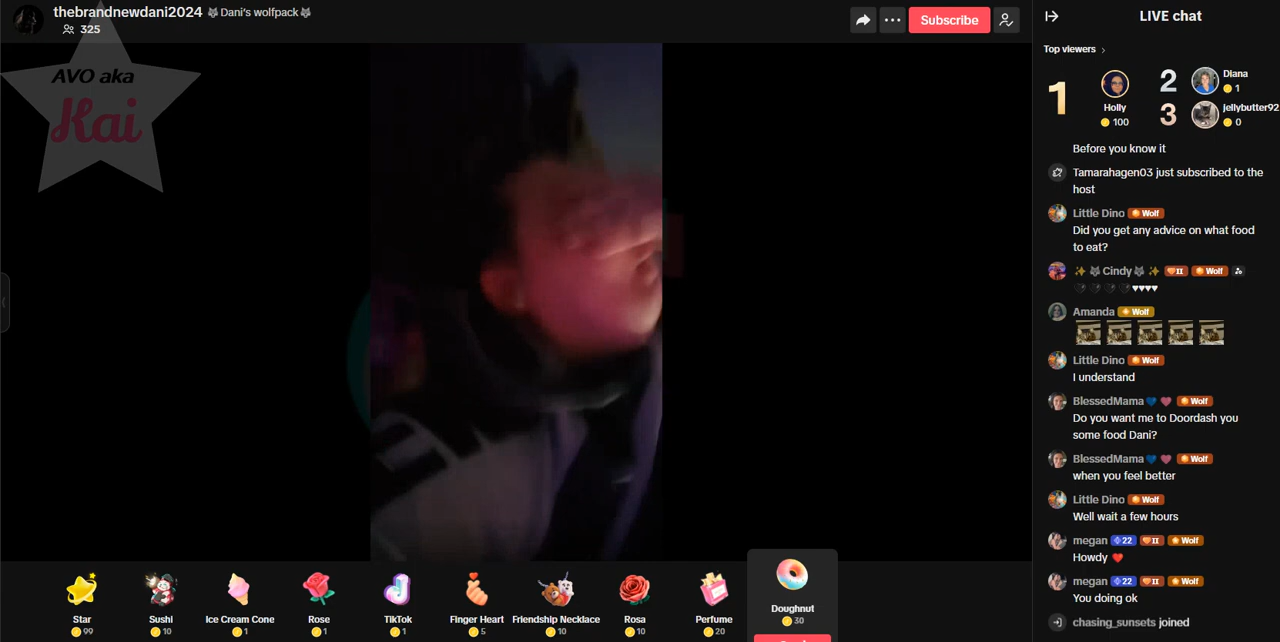 thebrandnewdani2024 🐺 Dani's wolfpack 🐺
325
Subscribe
AVO aka
Kai
LIVE chat
Top viewers
1
Holly
100
2
Diana
1
3
jellybutter92
0
Before you know it
Tamarahagen03 just subscribed to the
host
Little Dino Wolf
Did you get any advice on what food
to eat?
✨🐺Cindy🐺✨ II Wolf
🖤🖤🖤🖤♥♥♥♥
Amanda Wolf
Little Dino Wolf
I understand
BlessedMama💙❤️ Wolf
Do you want me to Doordash you
some food Dani?
BlessedMama💙❤️ Wolf
when you feel better
Little Dino Wolf
Well wait a few hours
megan 22 II Wolf
Howdy ❤️
megan 22 II Wolf
You doing ok
chasing_sunsets joined
Star
99
Sushi
10
Ice Cream Cone
1
Rose
1
TikTok
1
Finger Heart
5
Friendship Necklace
10
Rosa
10
Perfume
20
Doughnut
30